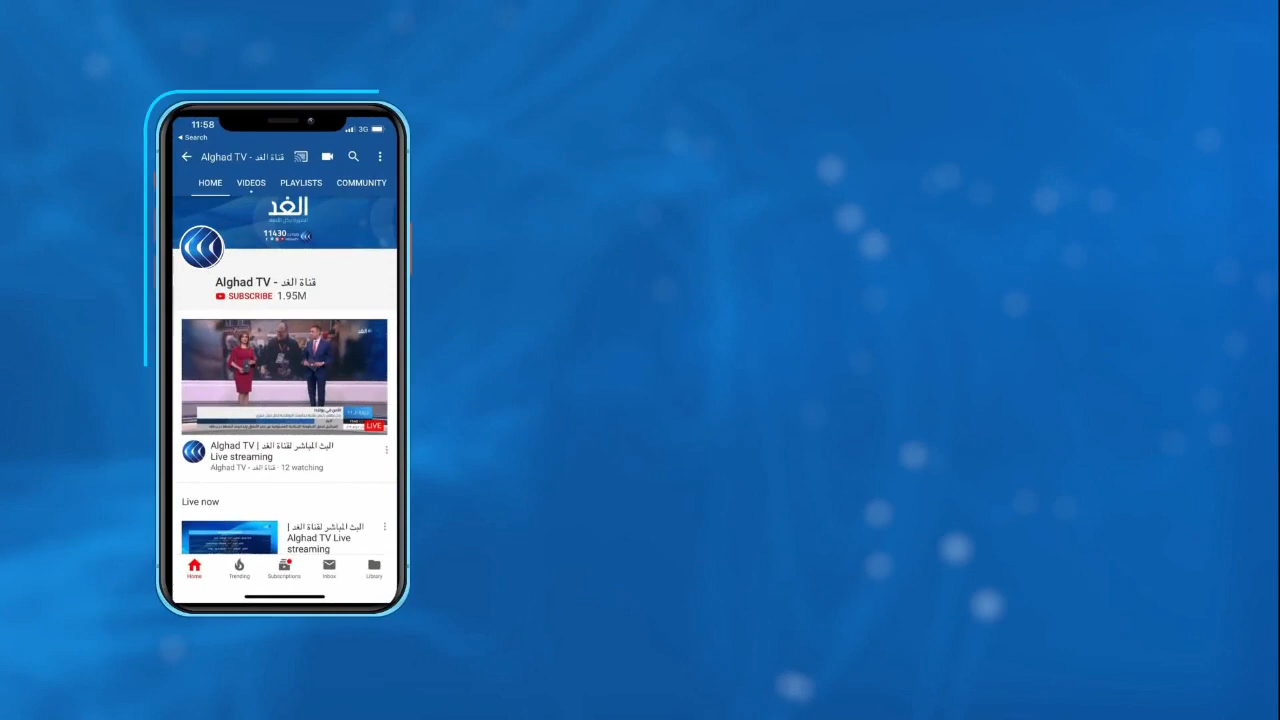 11:58
3G
Search
Alghad TV - قناة الغد
HOME VIDEOS PLAYLISTS COMMUNITY
الغد
11430
Alghad TV - قناة الغد
SUBSCRIBE 1.95M
الغد
LIVE
Alghad TV | البث المباشر لقناة الغد
Live streaming
Alghad TV - قناة الغد · 12 watching
Live now
البث المباشر لقناة الغد |
Alghad TV Live
streaming
Home Trending Subscriptions Inbox Library